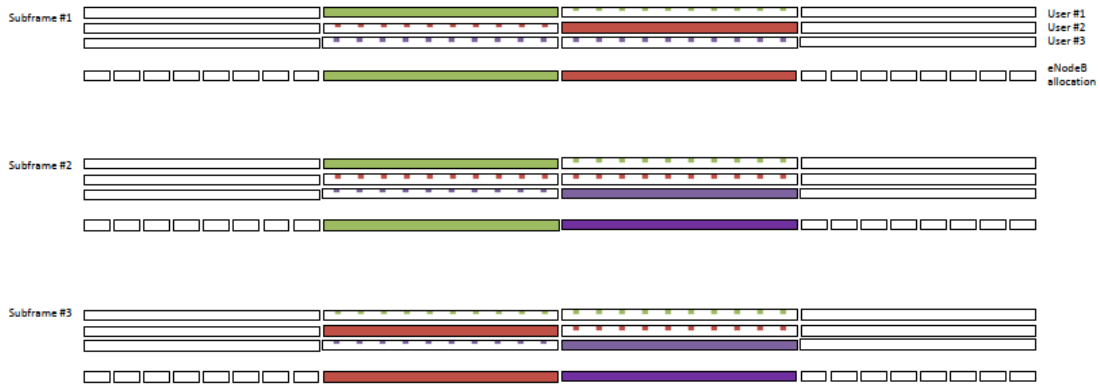 Subframe #1
User #1
User #2
User #3
eNodeB
allocation
Subframe #2
Subframe #3